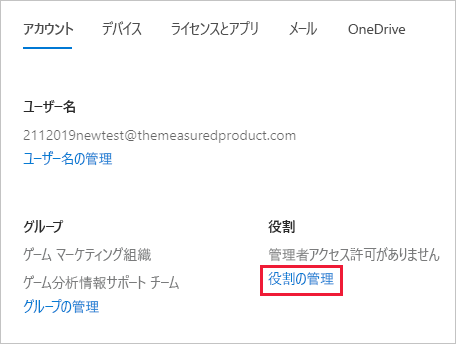 アカウント デバイス ライセンスとアプリ メール OneDrive
ユーザー名
2112019newtest@themeasuredproduct.com
ユーザー名の管理
グループ
ゲーム マーケティング組織
ゲーム分析情報サポート チーム
グループの管理
役割
管理者アクセス許可がありません
役割の管理